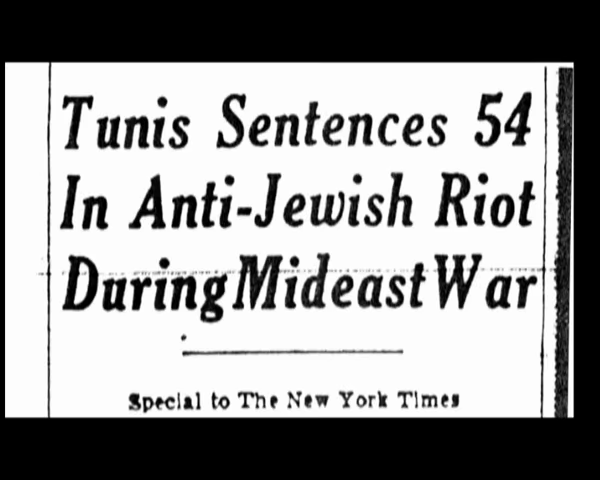 Tunis Sentences 54
In Anti-Jewish Riot
During Mideast War
Special to The New York Times